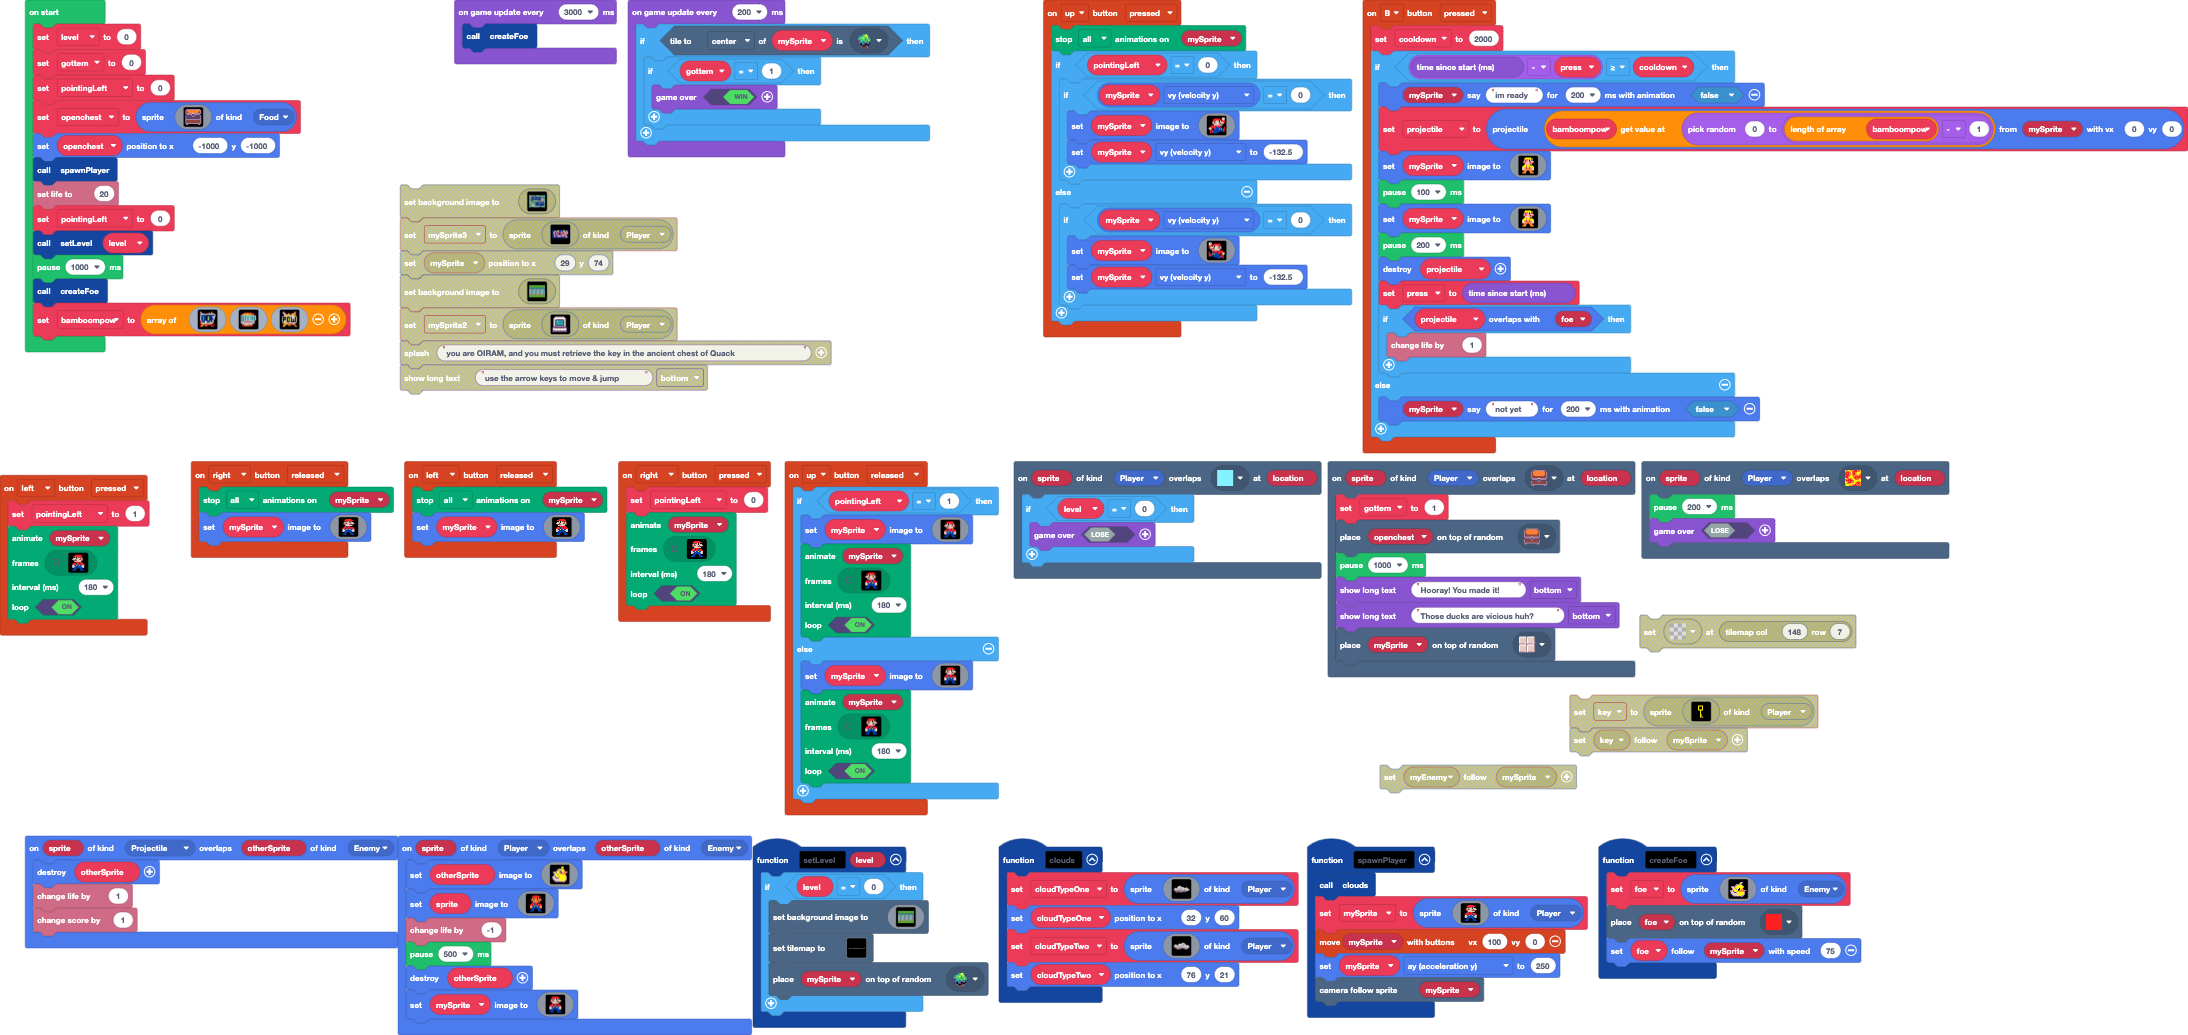 on start
set level to 0
set gottem to 0
set pointingLeft to 0
set openchest to sprite of kind Food
set openchest position to x -1000 y -1000
call spawnPlayer
set life to 20
set pointingLeft to 0
call setLevel level
pause 1000 ms
call createFoe
set bamboompow to array of
on game update every 3000 ms
call createFoe
on game update every 200 ms
if tile to center of mySprite is then
if gottem = 1 then
game over WIN
set background image to
set mySprite3 to sprite of kind Player
set mySprite position to x 29 y 74
set background image to
set mySprite2 to sprite of kind Player
splash "you are OIRAM, and you must retrieve the key in the ancient chest of Quack"
show long text "use the arrow keys to move & jump" bottom
on up button pressed
stop all animations on mySprite
if pointingLeft = 0 then
if mySprite vy (velocity y) = 0 then
set mySprite image to
set mySprite vy (velocity y) to -132.5
else
if mySprite vy (velocity y) = 0 then
set mySprite image to
set mySprite vy (velocity y) to -132.5
on B button pressed
set cooldown to 2000
if time since start (ms) - press ≥ cooldown then
mySprite say "im ready" for 200 ms with animation false
set projectile to projectile bamboompow get value at pick random 0 to length of array bamboompow - 1 from mySprite with vx 0 vy 0
set mySprite image to
pause 100 ms
set mySprite image to
pause 200 ms
destroy projectile
set press to time since start (ms)
if projectile overlaps with foe then
change life by 1
else
mySprite say "not yet" for 200 ms with animation false
on left button pressed
set pointingLeft to 1
animate mySprite
frames
interval (ms) 180
loop ON
on right button released
stop all animations on mySprite
set mySprite image to
on left button released
stop all animations on mySprite
set mySprite image to
on right button pressed
set pointingLeft to 0
animate mySprite
frames
interval (ms) 180
loop ON
on up button released
if pointingLeft = 1 then
set mySprite image to
animate mySprite
frames
interval (ms) 180
loop ON
else
set mySprite image to
animate mySprite
frames
interval (ms) 180
loop ON
on sprite of kind Player overlaps at location
if level = 0 then
game over LOSE
on sprite of kind Player overlaps at location
set gottem to 1
place openchest on top of random
pause 1000 ms
show long text "Hooray! You made it!" bottom
show long text "Those ducks are vicious huh?" bottom
place mySprite on top of random
on sprite of kind Player overlaps at location
pause 200 ms
game over LOSE
set at tilemap col 148 row 7
set key to sprite of kind Player
set key follow mySprite
set myEnemy follow mySprite
on sprite of kind Projectile overlaps otherSprite of kind Enemy
destroy otherSprite
change life by 1
change score by 1
on sprite of kind Player overlaps otherSprite of kind Enemy
set otherSprite image to
set sprite image to
change life by -1
pause 500 ms
destroy otherSprite
set mySprite image to
function setLevel level
if level = 0 then
set background image to
set tilemap to
place mySprite on top of random
function clouds
set cloudTypeOne to sprite of kind Player
set cloudTypeOne position to x 32 y 60
set cloudTypeTwo to sprite of kind Player
set cloudTypeTwo position to x 76 y 21
function spawnPlayer
call clouds
set mySprite to sprite of kind Player
move mySprite with buttons vx 100 vy 0
set mySprite ay (acceleration y) to 250
camera follow sprite mySprite
function createFoe
set foe to sprite of kind Enemy
place foe on top of random
set foe follow mySprite with speed 75